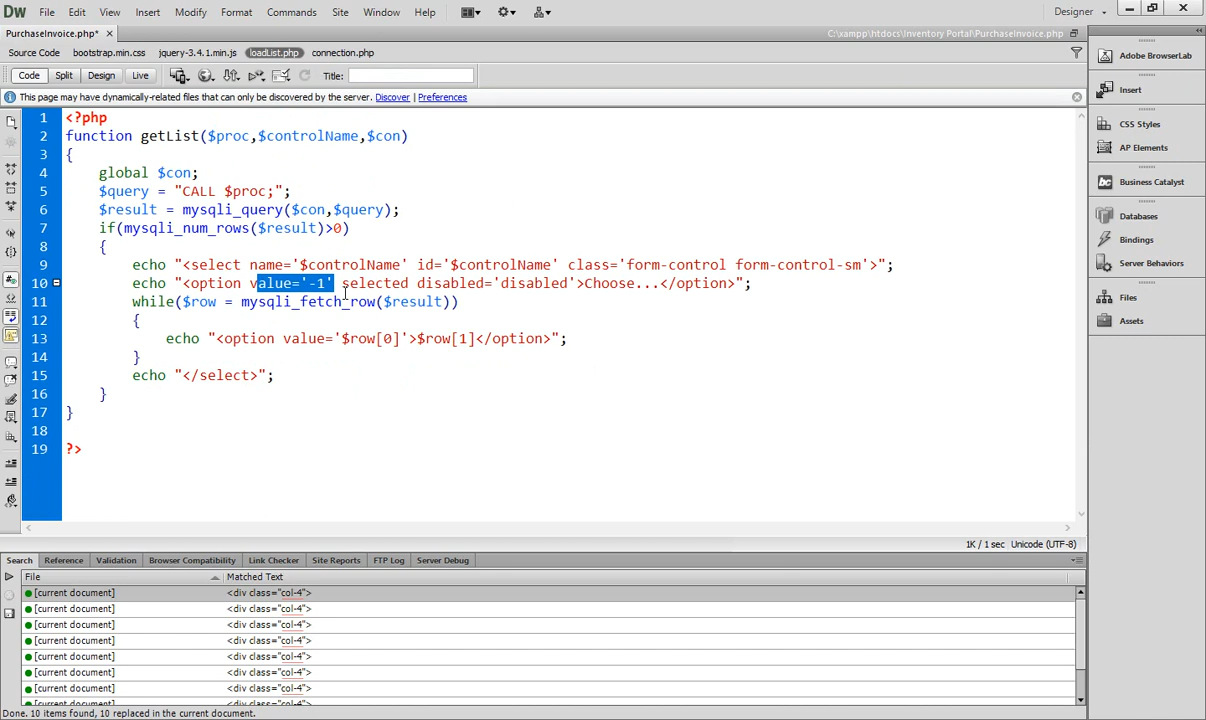 Dw File Edit View Insert Modify Format Commands Site Window Help Designer
PurchaseInvoice.php* C:\xampp\htdocs\Inventory Portal\PurchaseInvoice.php
Source Code bootstrap.min.css jquery-3.4.1.min.js loadList.php connection.php
Code Split Design Live Title:
This page may have dynamically-related files that can only be discovered by the server. Discover | Preferences
1 <?php
2 function getList($proc,$controlName,$con)
3 {
4 global $con;
5 $query = "CALL $proc;";
6 $result = mysqli_query($con,$query);
7 if(mysqli_num_rows($result)>0)
8 {
9 echo "<select name='$controlName' id='$controlName' class='form-control form-control-sm'>";
10 echo "<option value='-1' selected disabled='disabled'>Choose...</option>";
11 while($row = mysqli_fetch_row($result))
12 {
13 echo "<option value='$row[0]'>$row[1]</option>";
14 }
15 echo "</select>";
16 }
17 }
18
19 ?>
1K / 1 sec Unicode (UTF-8)
Search Reference Validation Browser Compatibility Link Checker Site Reports FTP Log Server Debug
File Matched Text
[current document] <div class="col-4">
[current document] <div class="col-4">
[current document] <div class="col-4">
[current document] <div class="col-4">
[current document] <div class="col-4">
[current document] <div class="col-4">
[current document] <div class="col-4">
[current document] <div class="col-4">
Done. 10 items found, 10 replaced in the current document.
Adobe BrowserLab
Insert
CSS Styles
AP Elements
Business Catalyst
Databases
Bindings
Server Behaviors
Files
Assets